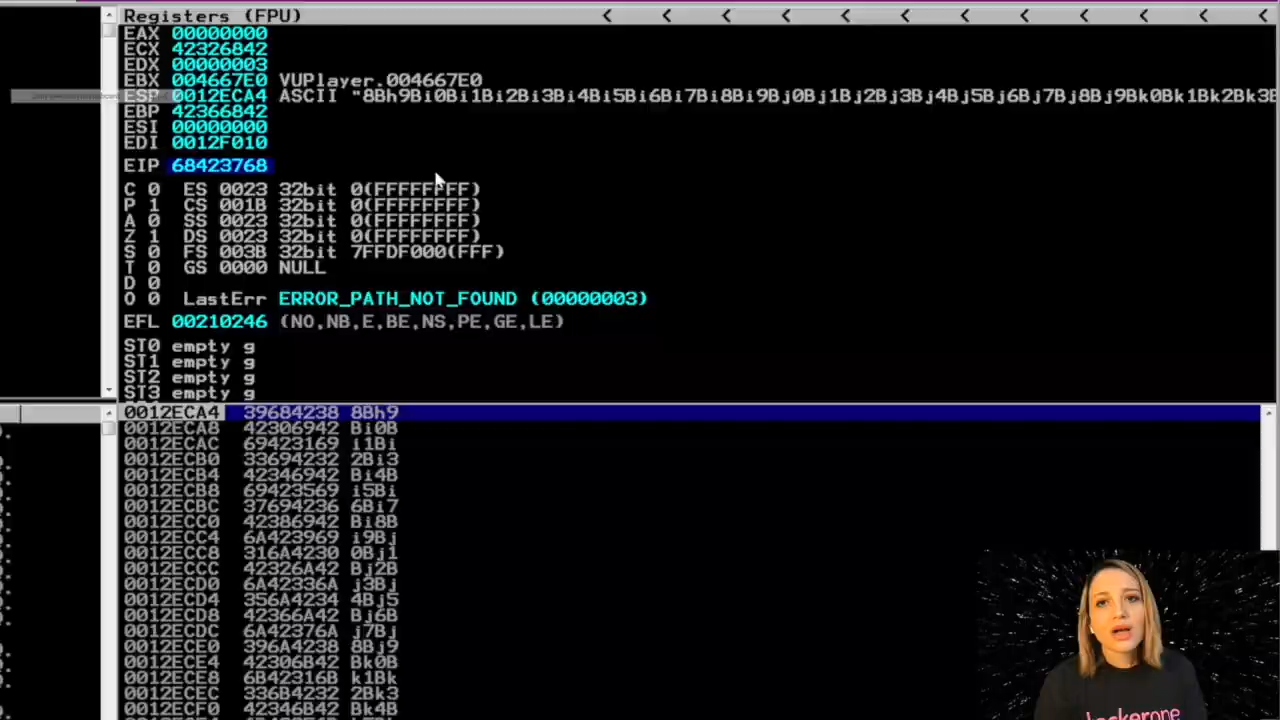 Registers (FPU) < < < < < < < < < < < <
EAX 00000000
ECX 42326842
EDX 00000003
EBX 004667E0 VUPlayer.004667E0
ESP 0012ECA4 ASCII "8Bh9Bi0Bi1Bi2Bi3Bi4Bi5Bi6Bi7Bi8Bi9Bj0Bj1Bj2Bj3Bj4Bj5Bj6Bj7Bj8Bj9Bk0Bk1Bk2Bk3B
EBP 42366842
ESI 00000000
EDI 0012F010
EIP 68423768
C 0 ES 0023 32bit 0(FFFFFFFF)
P 1 CS 001B 32bit 0(FFFFFFFF)
A 0 SS 0023 32bit 0(FFFFFFFF)
Z 1 DS 0023 32bit 0(FFFFFFFF)
S 0 FS 003B 32bit 7FFDF000(FFF)
T 0 GS 0000 NULL
D 0
O 0 LastErr ERROR_PATH_NOT_FOUND (00000003)
EFL 00210246 (NO,NB,E,BE,NS,PE,GE,LE)
ST0 empty g
ST1 empty g
ST2 empty g
ST3 empty g
0012ECA4 39684238 8Bh9
0012ECA8 42306942 Bi0B
0012ECAC 69423169 i1Bi
0012ECB0 33694232 2Bi3
0012ECB4 42346942 Bi4B
0012ECB8 69423569 i5Bi
0012ECBC 37694236 6Bi7
0012ECC0 42386942 Bi8B
0012ECC4 6A423969 i9Bj
0012ECC8 316A4230 0Bj1
0012ECCC 42326A42 Bj2B
0012ECD0 6A42336A j3Bj
0012ECD4 356A4234 4Bj5
0012ECD8 42366A42 Bj6B
0012ECDC 6A42376A j7Bj
0012ECE0 396A4238 8Bj9
0012ECE4 42306B42 Bk0B
0012ECE8 6B42316B k1Bk
0012ECEC 336B4232 2Bk3
0012ECF0 42346B42 Bk4B